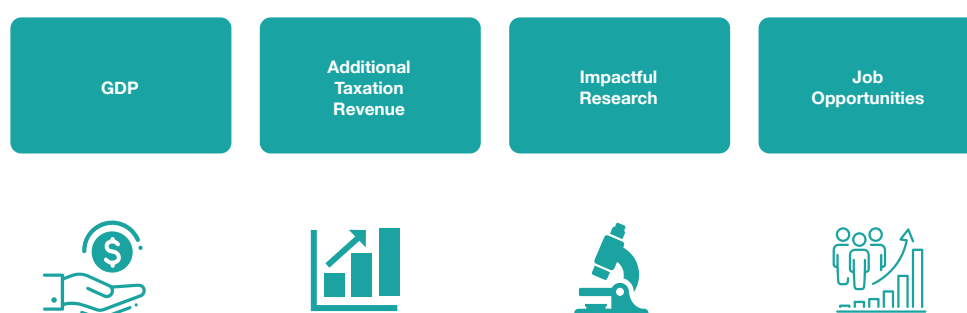 GDP
Additional
Taxation
Revenue
Impactful
Research
Job
Opportunities
$